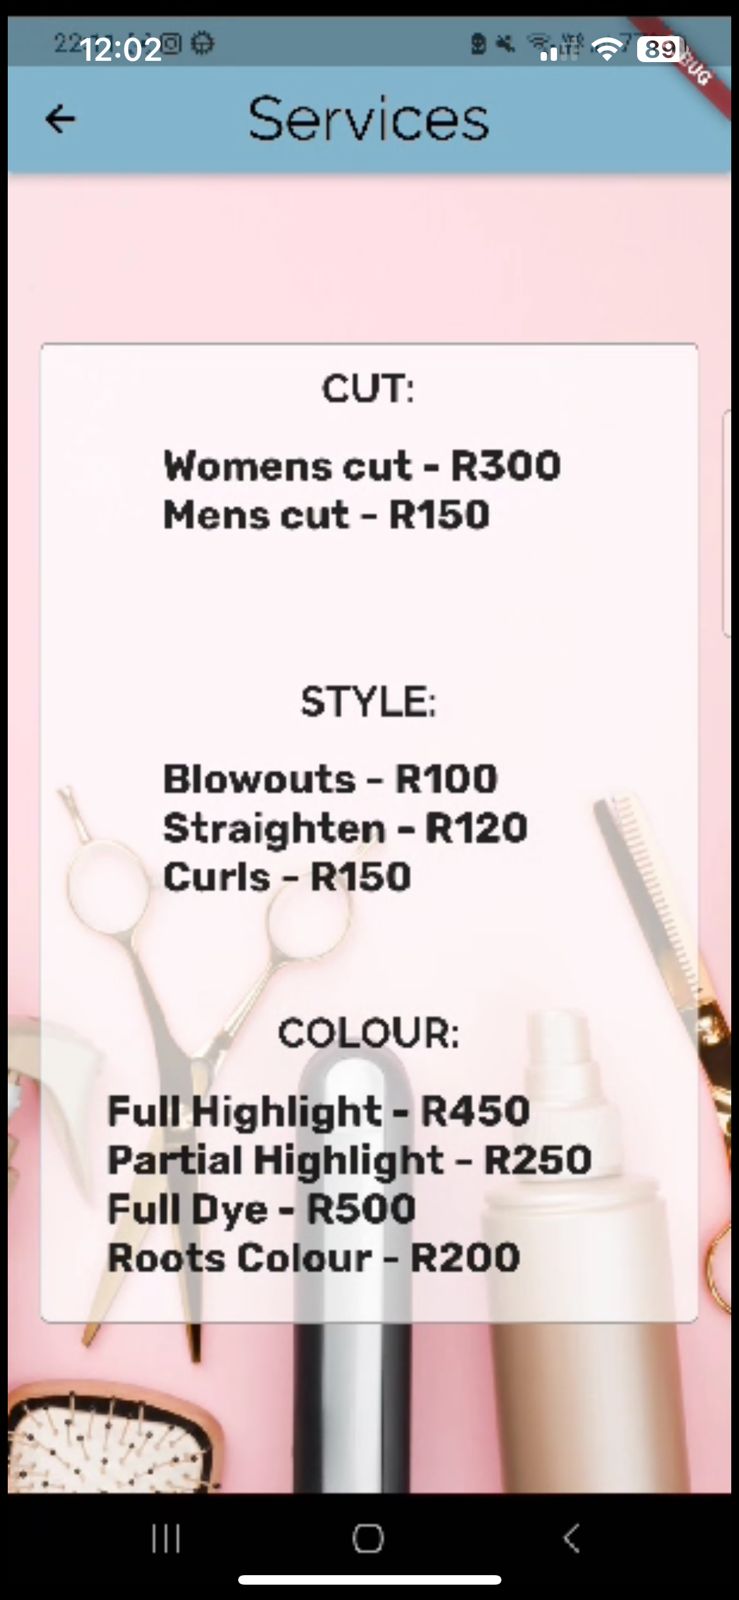 12:02
89
Services
CUT:
Womens cut - R300
Mens cut - R150
STYLE:
Blowouts - R100
Straighten - R120
Curls - R150
COLOUR:
Full Highlight - R450
Partial Highlight - R250
Full Dye - R500
Roots Colour - R200